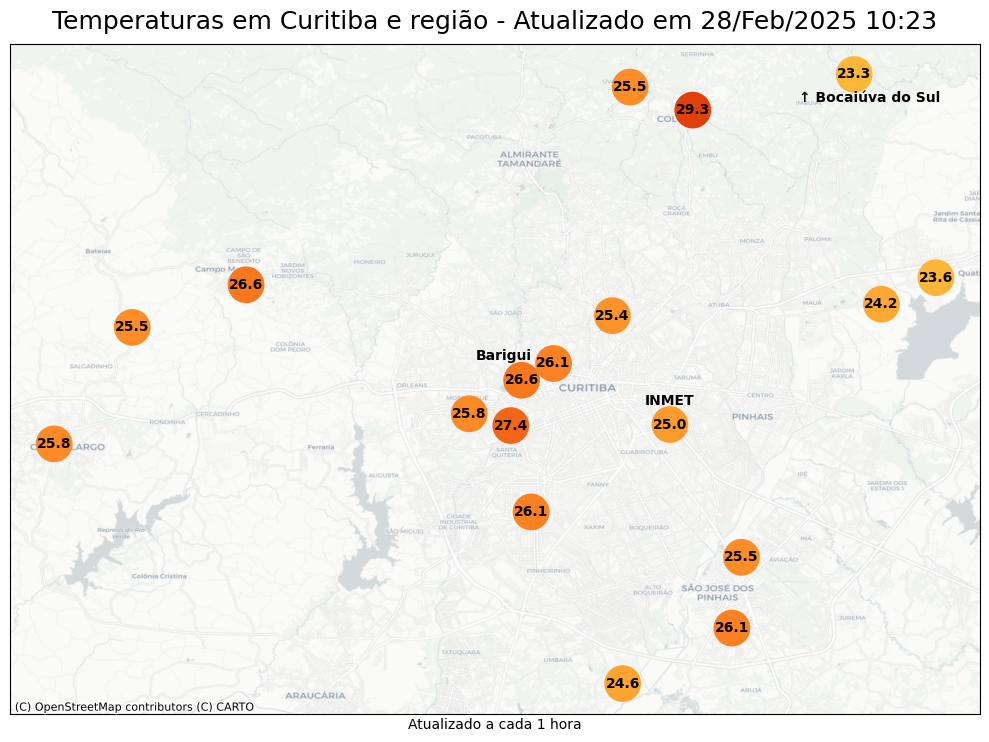 Temperaturas em Curitiba e região - Atualizado em 28/Feb/2025 10:23
SERRINHA
23.3
25.5
↑ Bocaiúva do Sul
29.3
PACOTUBA
ALMIRANTE
TAMANDARÉ
EMBU
JARDIM
ROÇA
GRANDE
Jardim Santa
Rita de Cássia
Bateias
CAMPO DE
SÃO
BENEDITO
JURUQUI
PIONEIRO
MONZA
PALOMA
Campo M
JARDIM
NOVOS
HORIZONTES
Quat
23.6
26.6
24.2
MAUÁ
ATUBA
SÃO JOÃO
25.4
25.5
COLÔNIA
DOM PEDRO
Barigui
26.1
SALGADINHO
JARDIM
KARLA
TARUMÃ
26.6
ORLEANS
CURITIBA
CENTRO
INMET
CERCADINHO
RONDINHA
25.8
27.4
25.0
PINHAIS
25.8
LARGO
Ferraria
SANTA
QUITÉRIA
GUABIROTUBA
AUGUSTA
IPÊ
FANNY
JARDIM DOS
ESTADOS I
26.1
CIDADE
INDUSTRIAL
DE CURITIBA
XAXIM
BOQUEIRÃO
Represa do Rio
Verde
SÃO MIGUEL
INÁ
25.5
AVIAÇÃO
Colônia Cristina
PINHEIRINHO
ALTO
BOQUEIRÃO
SÃO JOSÉ DOS
PINHAIS
JUREMA
26.1
TATUQUARA
UMBARÁ
24.6
ARAUCÁRIA
ARUJÁ
(C) OpenStreetMap contributors (C) CARTO
Atualizado a cada 1 hora